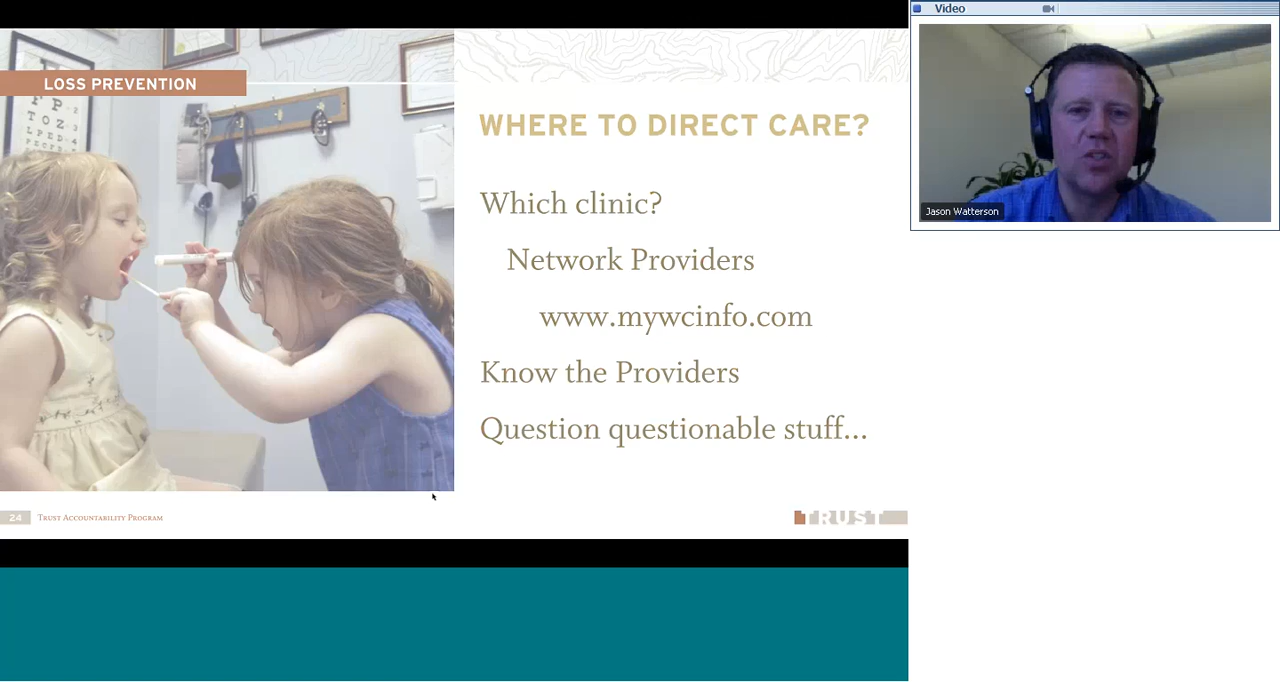 LOSS PREVENTION
WHERE TO DIRECT CARE?
Which clinic?
Network Providers
www.mywcinfo.com
Know the Providers
Question questionable stuff...
24 Trust Accountability Program
TRUST
Video
Jason Watterson